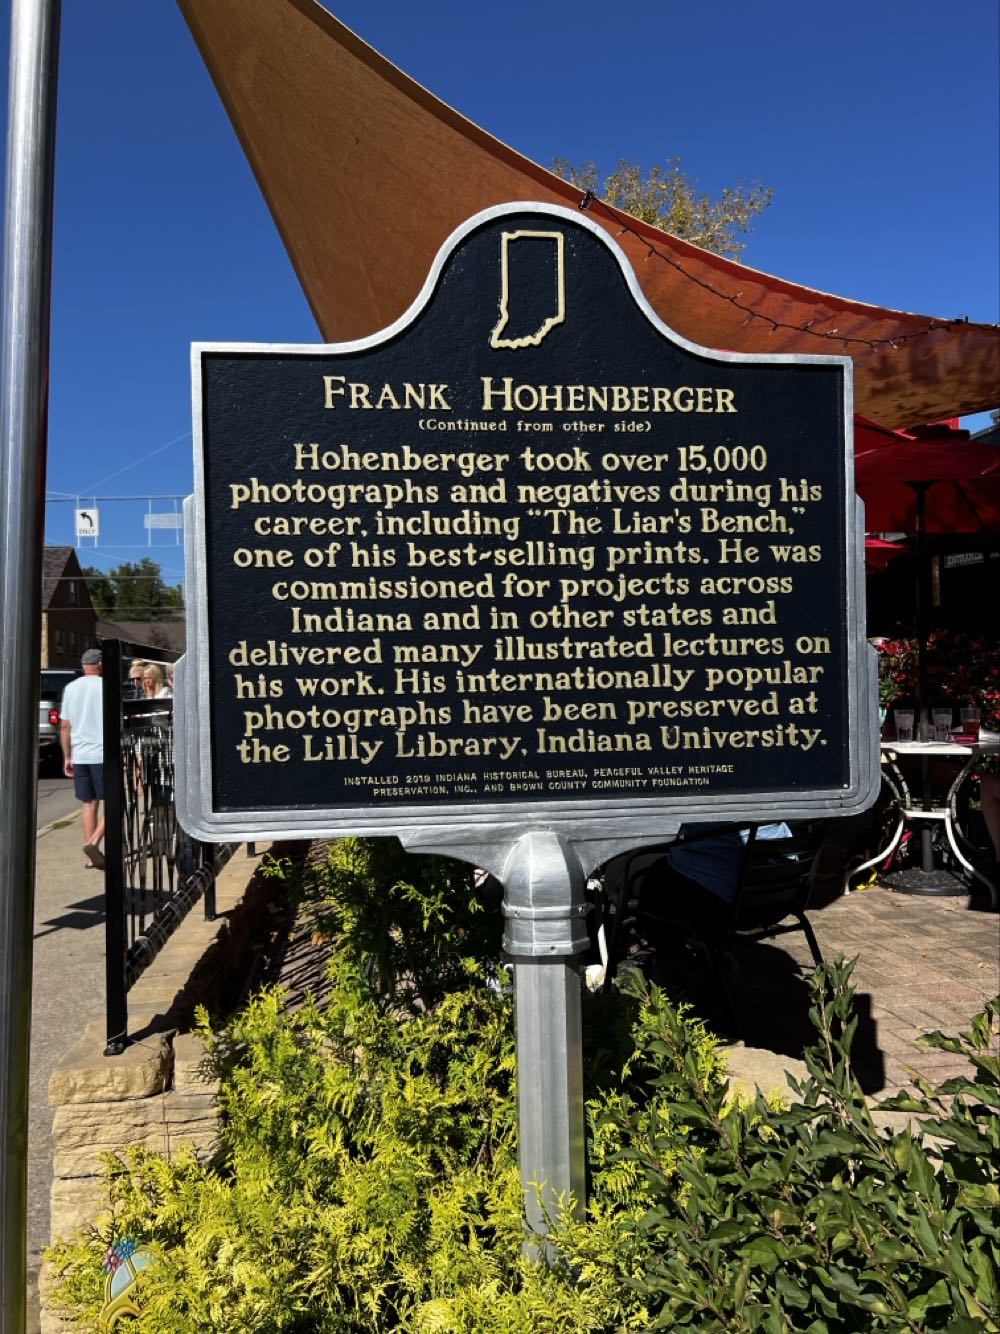 FRANK HOHENBERGER
(Continued from other side)
Hohenberger took over 15,000
photographs and negatives during his
career, including "The Liar's Bench,"
one of his best-selling prints. He was
commissioned for projects across
Indiana and in other states and
delivered many illustrated lectures on
his work. His internationally popular
photographs have been preserved at
the Lilly Library, Indiana University.
INSTALLED 2019 INDIANA HISTORICAL BUREAU, PEACEFUL VALLEY HERITAGE
PRESERVATION, INC., AND BROWN COUNTY COMMUNITY FOUNDATION
ONLY
ENTRANCE